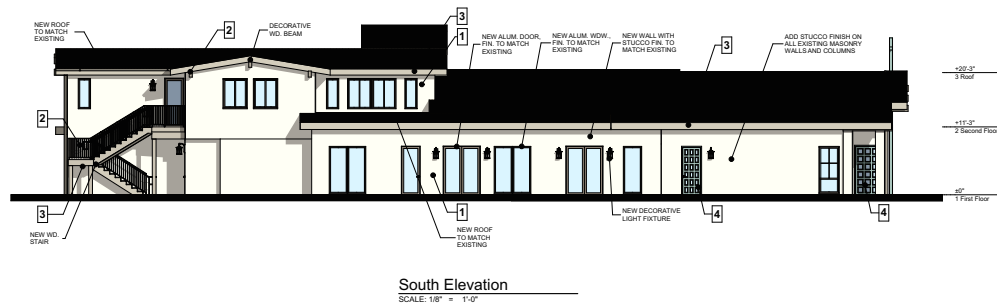 3
NEW ROOF
TO MATCH
EXISTING
2
DECORATIVE
WD. BEAM
1
NEW ALUM. DOOR,
FIN. TO MATCH
EXISTING
NEW ALUM. WDW.,
FIN. TO MATCH
EXISTING
NEW WALL WITH
STUCCO FIN. TO
MATCH EXISTING
3
ADD STUCCO FINISH ON
ALL EXISTING MASONRY
WALLS AND COLUMNS
+20'-3"
3 Roof
2
+11'-3"
2 Second Floor
±0"
1 First Floor
3
1
4
4
NEW WD.
STAIR
NEW ROOF
TO MATCH
EXISTING
NEW DECORATIVE
LIGHT FIXTURE
South Elevation
SCALE: 1/8" = 1'-0"